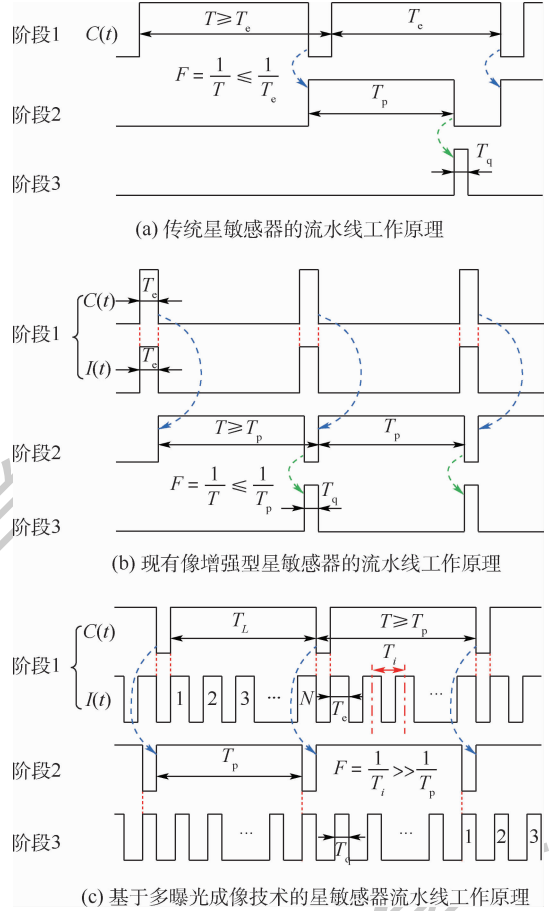 阶段1 C(t) T≥Te Te
F = 1/T ≤ 1/Te
阶段2 Tp
阶段3 Tq
(a) 传统星敏感器的流水线工作原理
C(t) Te
阶段1
I(t) Te
阶段2 T≥Tp Tp
F = 1/T ≤ 1/Tp Tq
阶段3
(b) 现有像增强型星敏感器的流水线工作原理
C(t) TL T≥Tp
阶段1 Ti
I(t) 1 2 3 ··· N Te ···
阶段2 Tp F = 1/Ti >> 1/Tp
阶段3 ··· Tq ··· 1 2 3
(c) 基于多曝光成像技术的星敏感器流水线工作原理